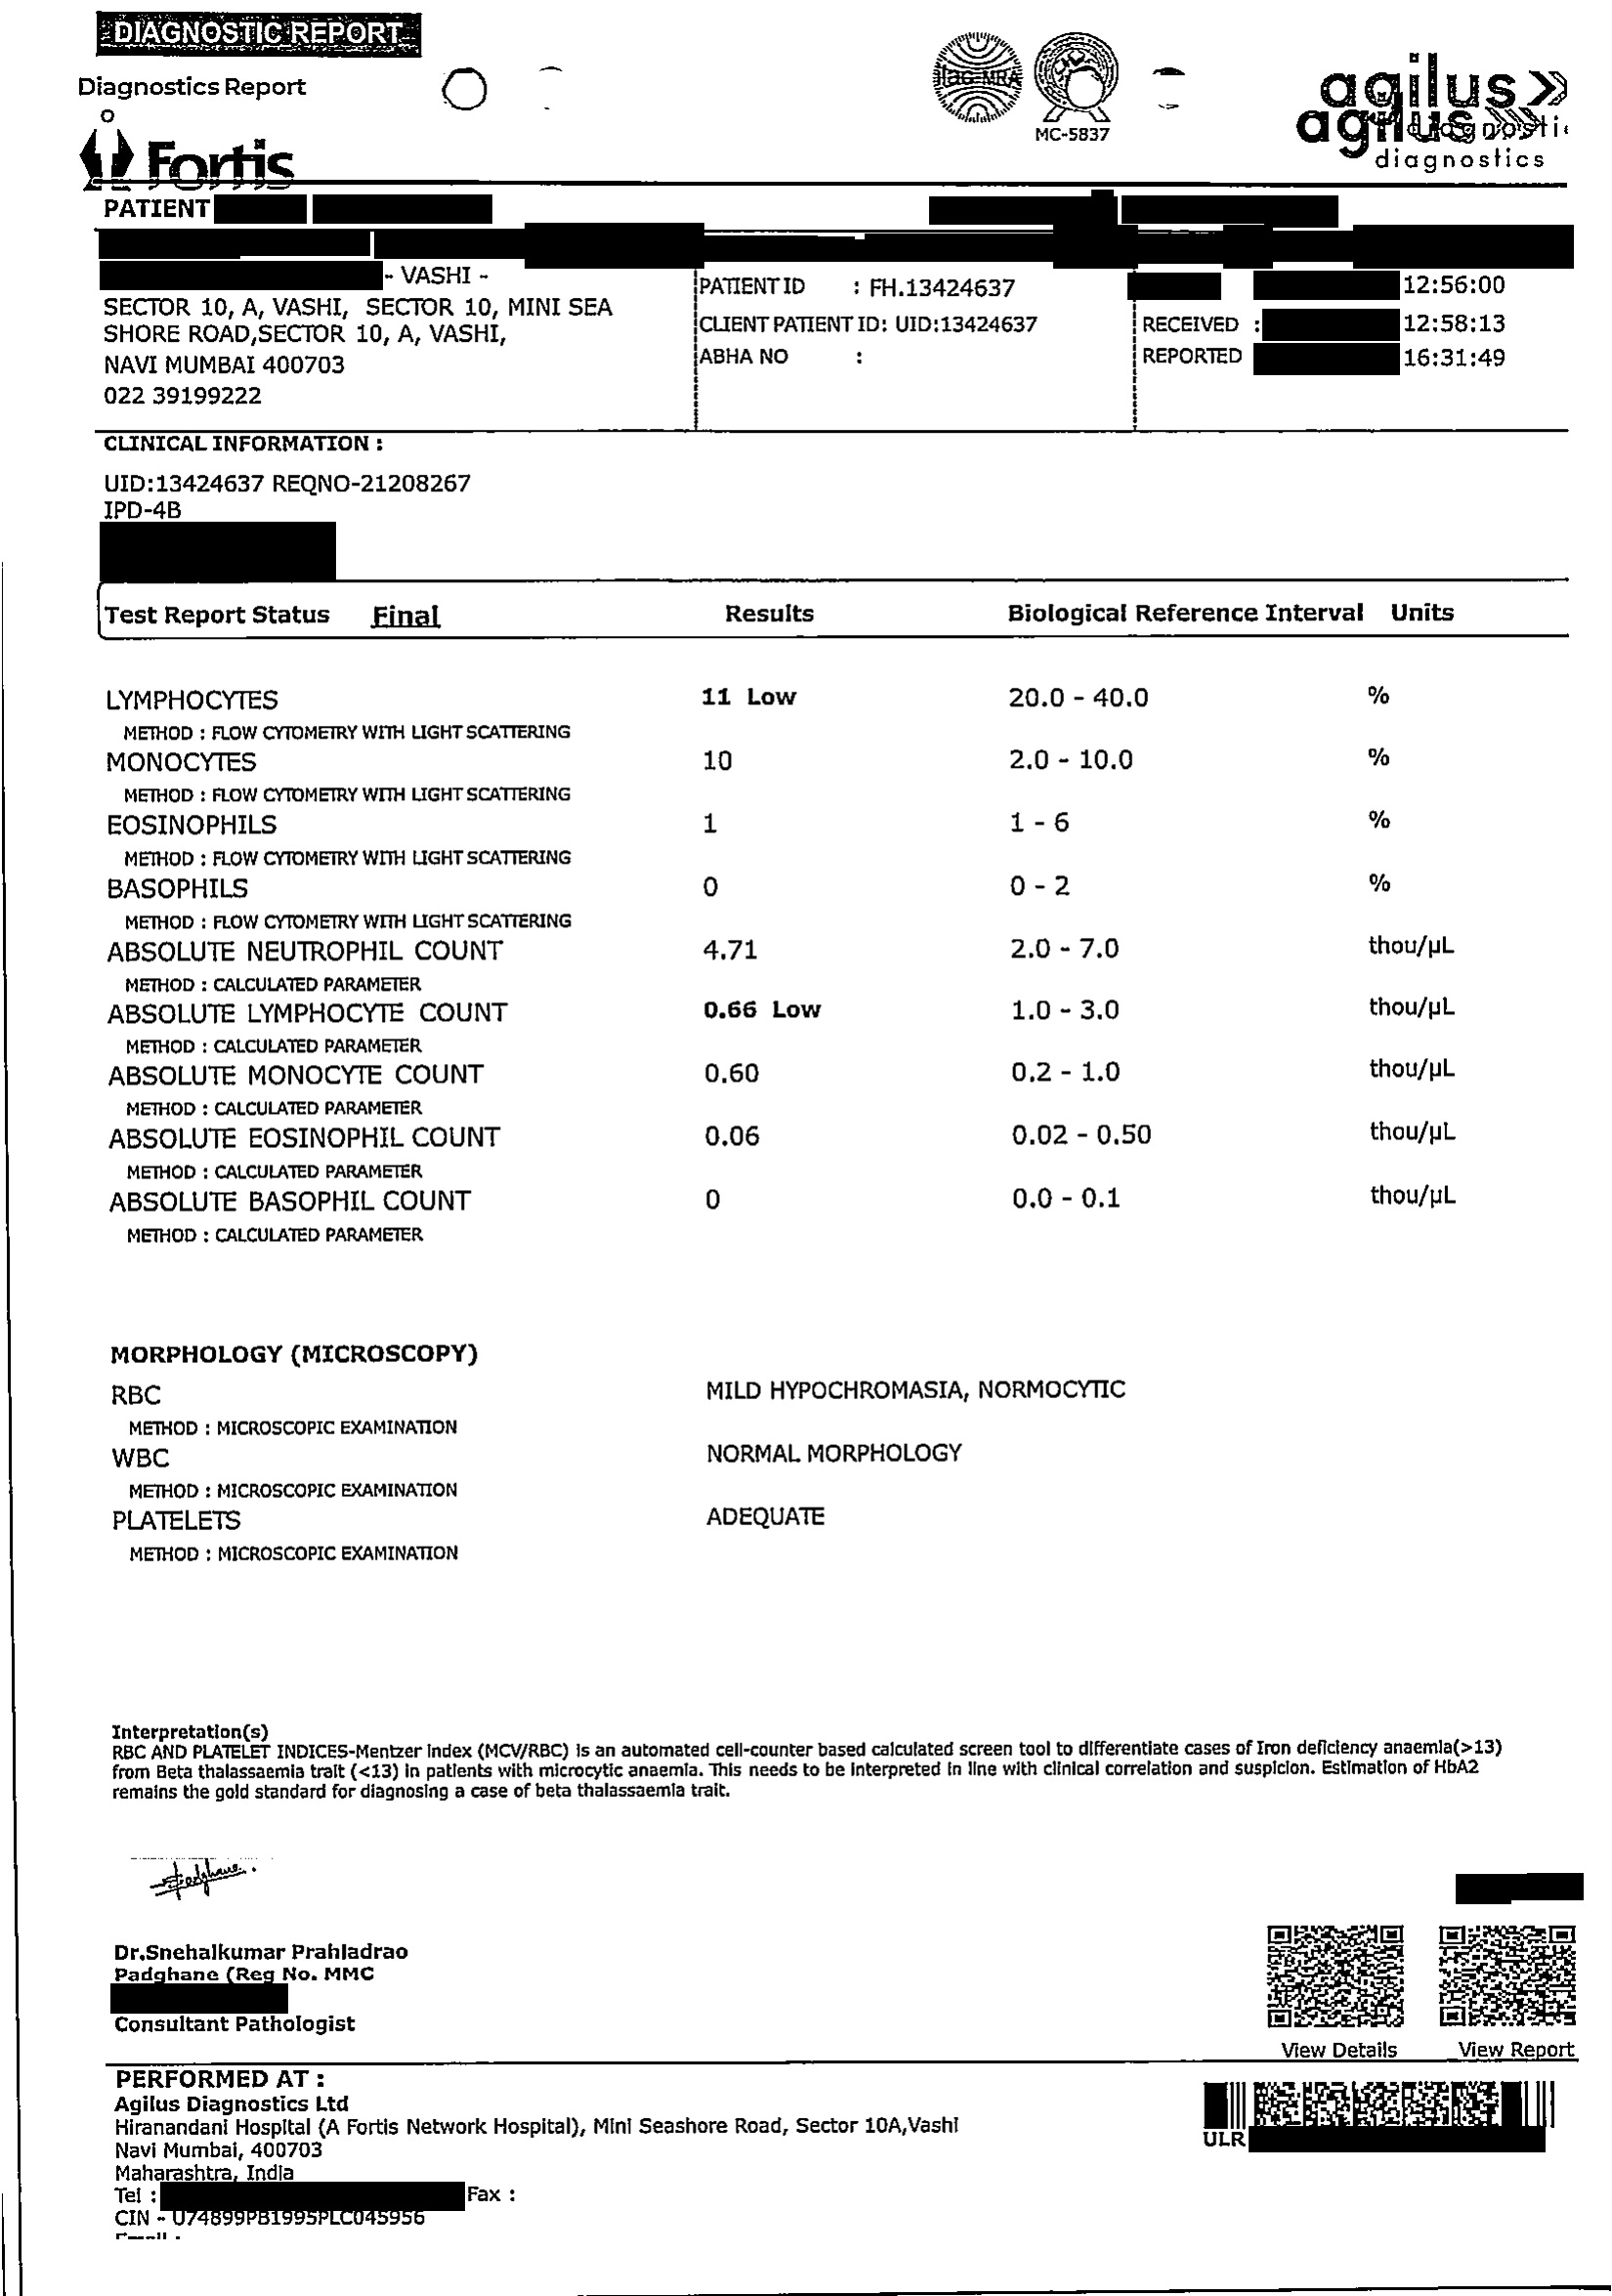 DIAGNOSTIC REPORT
Diagnostics Report
Fortis
MC-5837
agilus
agilus
diagnostics
PATIENT
- VASHI -
SECTOR 10, A, VASHI, SECTOR 10, MINI SEA
SHORE ROAD,SECTOR 10, A, VASHI,
NAVI MUMBAI 400703
022 39199222
PATIENT ID : FH.13424637
CLIENT PATIENT ID: UID:13424637
ABHA NO :
12:56:00
RECEIVED : 12:58:13
REPORTED 16:31:49
CLINICAL INFORMATION :
UID:13424637 REQNO-21208267
IPD-4B
Test Report Status Final Results Biological Reference Interval Units
LYMPHOCYTES 11 Low 20.0 - 40.0 %
METHOD : FLOW CYTOMETRY WITH LIGHT SCATTERING
MONOCYTES 10 2.0 - 10.0 %
METHOD : FLOW CYTOMETRY WITH LIGHT SCATTERING
EOSINOPHILS 1 1 - 6 %
METHOD : FLOW CYTOMETRY WITH LIGHT SCATTERING
BASOPHILS 0 0 - 2 %
METHOD : FLOW CYTOMETRY WITH LIGHT SCATTERING
ABSOLUTE NEUTROPHIL COUNT 4.71 2.0 - 7.0 thou/µL
METHOD : CALCULATED PARAMETER
ABSOLUTE LYMPHOCYTE COUNT 0.66 Low 1.0 - 3.0 thou/µL
METHOD : CALCULATED PARAMETER
ABSOLUTE MONOCYTE COUNT 0.60 0.2 - 1.0 thou/µL
METHOD : CALCULATED PARAMETER
ABSOLUTE EOSINOPHIL COUNT 0.06 0.02 - 0.50 thou/µL
METHOD : CALCULATED PARAMETER
ABSOLUTE BASOPHIL COUNT 0 0.0 - 0.1 thou/µL
METHOD : CALCULATED PARAMETER
MORPHOLOGY (MICROSCOPY)
RBC MILD HYPOCHROMASIA, NORMOCYTIC
METHOD : MICROSCOPIC EXAMINATION
WBC NORMAL MORPHOLOGY
METHOD : MICROSCOPIC EXAMINATION
PLATELETS ADEQUATE
METHOD : MICROSCOPIC EXAMINATION
Interpretation(s)
RBC AND PLATELET INDICES-Mentzer index (MCV/RBC) is an automated cell-counter based calculated screen tool to differentiate cases of Iron deficiency anaemia(>13)
from Beta thalassaemia trait (<13) in patients with microcytic anaemia. This needs to be interpreted in line with clinical correlation and suspicion. Estimation of HbA2
remains the gold standard for diagnosing a case of beta thalassaemia trait.
Dr.Snehalkumar Prahladrao
Padghane (Reg No. MMC
Consultant Pathologist
View Details View Report
PERFORMED AT :
Agilus Diagnostics Ltd
Hiranandani Hospital (A Fortis Network Hospital), Mini Seashore Road, Sector 10A,Vashi
Navi Mumbai, 400703
Maharashtra, India
Tel : Fax :
CIN - U74899PB1995PLC045956
ULR